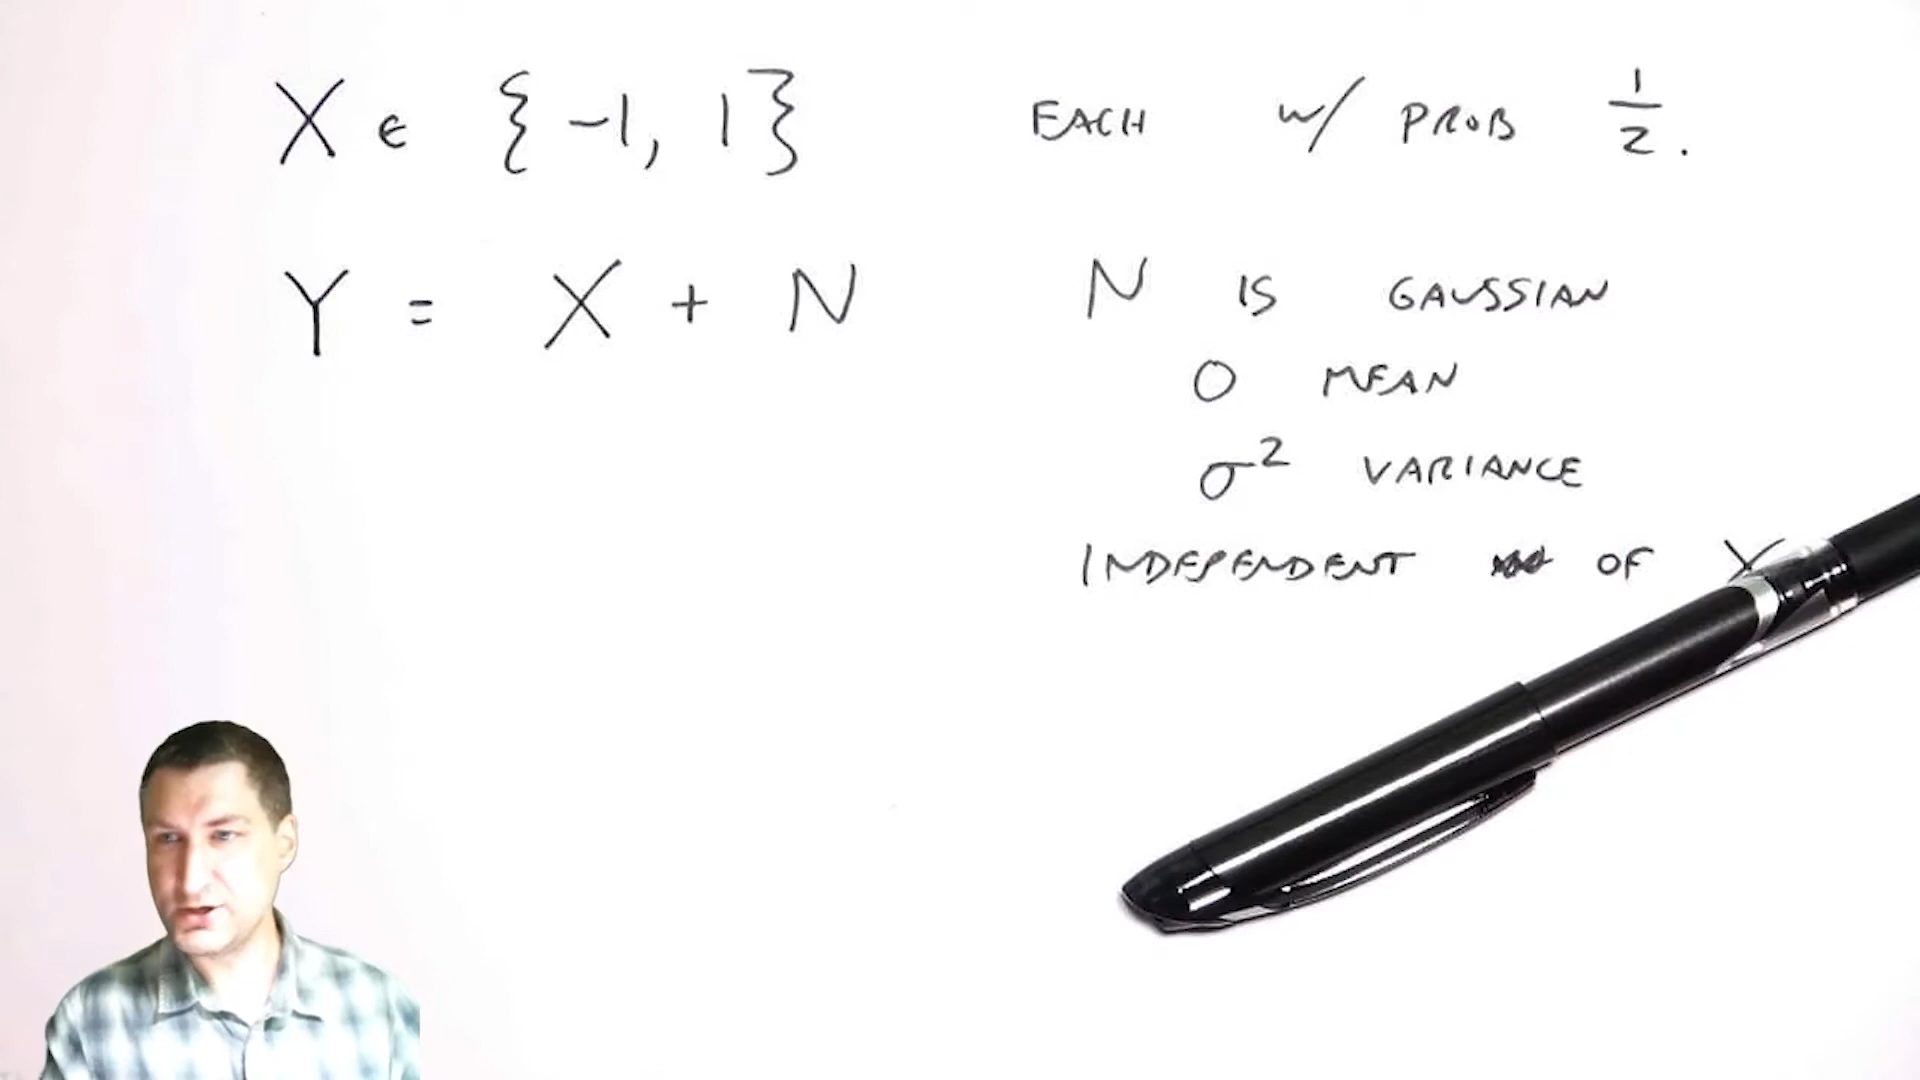 X ∈ {-1, 1} EACH w/ PROB 1/2.
Y = X + N N IS GAUSSIAN
0 MEAN
σ² VARIANCE
INDEPENDENT OF X